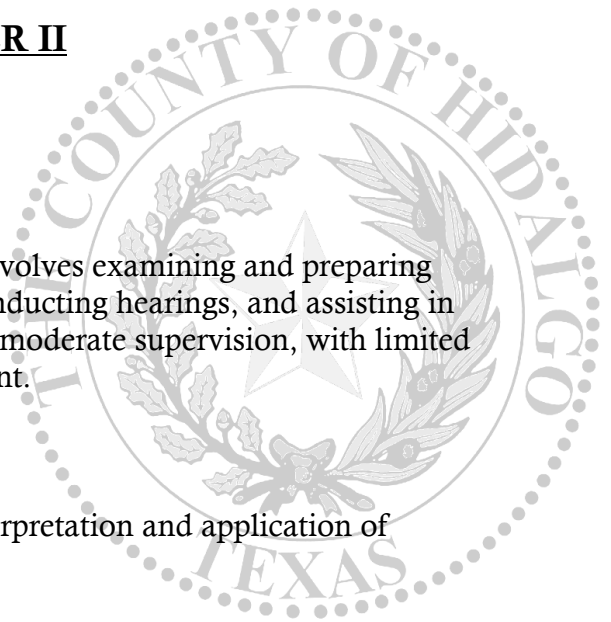 R II
THE COUNTY OF HIDALGO
volves examining and preparing
nducting hearings, and assisting in
moderate supervision, with limited
nt.
erpretation and application of
TEXAS